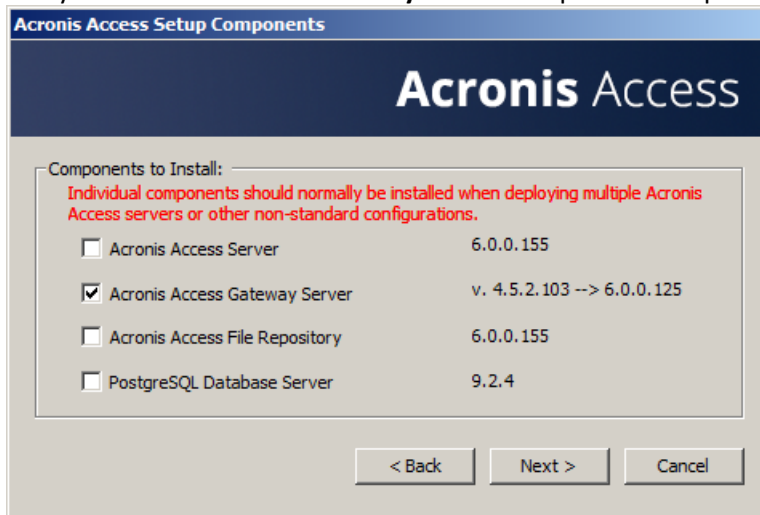 Acronis Access Setup Components
Acronis Access
Components to Install:
Individual components should normally be installed when deploying multiple Acronis
Access servers or other non-standard configurations.
Acronis Access Server 6.0.0.155
Acronis Access Gateway Server v. 4.5.2.103 --> 6.0.0.125
Acronis Access File Repository 6.0.0.155
PostgreSQL Database Server 9.2.4
< Back Next > Cancel